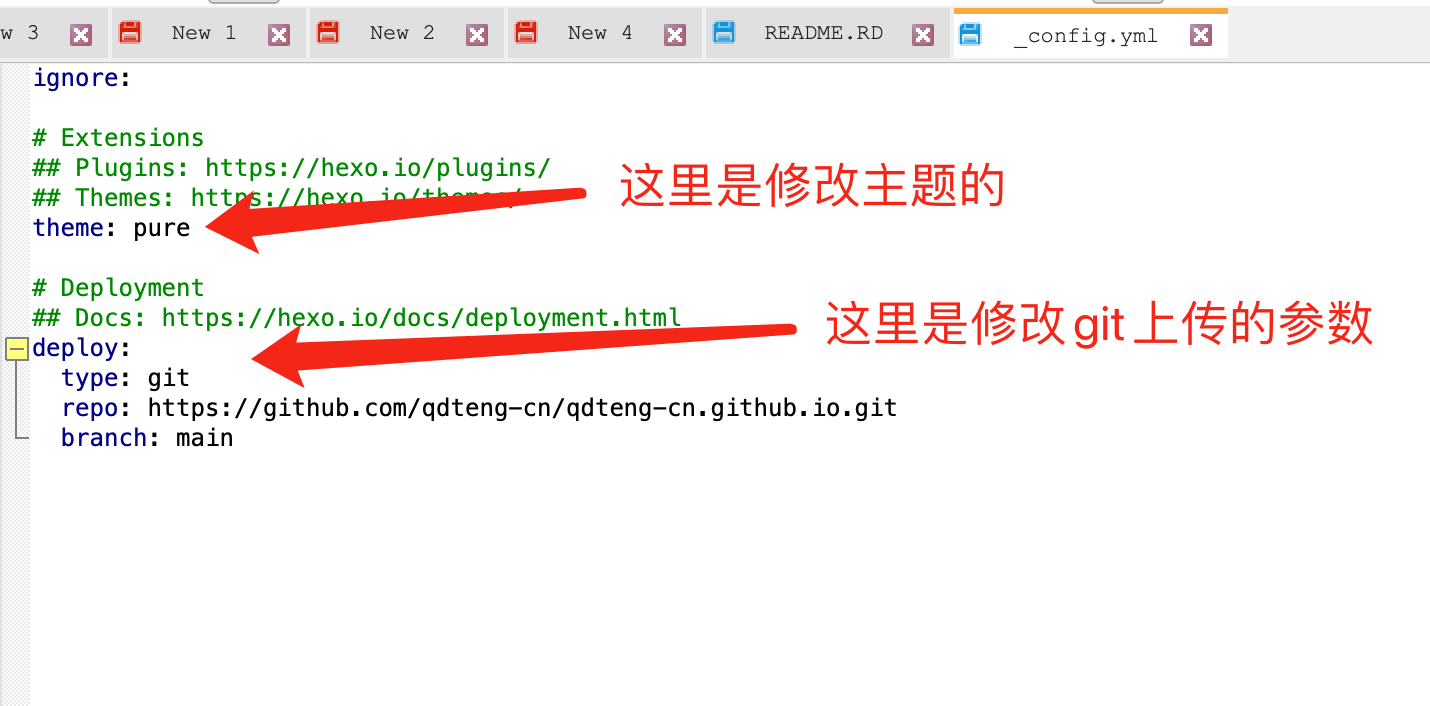 w 3 New 1 New 2 New 4 README.RD _config.yml
ignore:
# Extensions
## Plugins: https://hexo.io/plugins/
这里是修改主题的
## Themes: https://hexo.io/themes/
theme: pure
# Deployment
## Docs: https://hexo.io/docs/deployment.html
这里是修改git上传的参数
deploy:
type: git
repo: https://github.com/qdteng-cn/qdteng-cn.github.io.git
branch: main